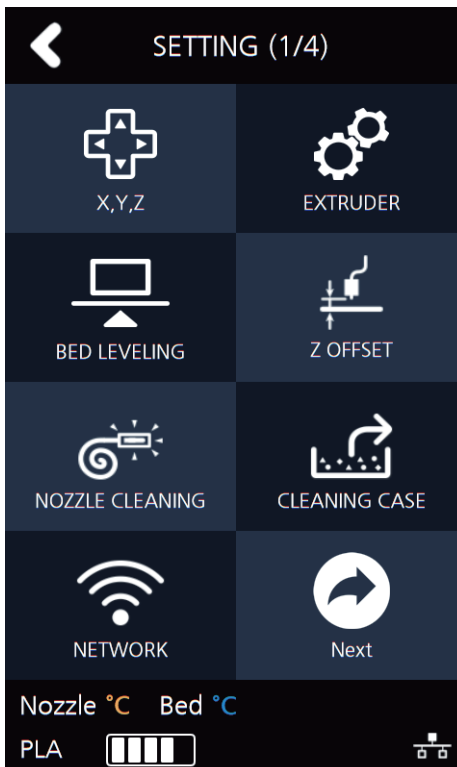 SETTING (1/4)
X,Y,Z
EXTRUDER
BED LEVELING
Z OFFSET
NOZZLE CLEANING
CLEANING CASE
NETWORK
Next
Nozzle °C Bed °C
PLA